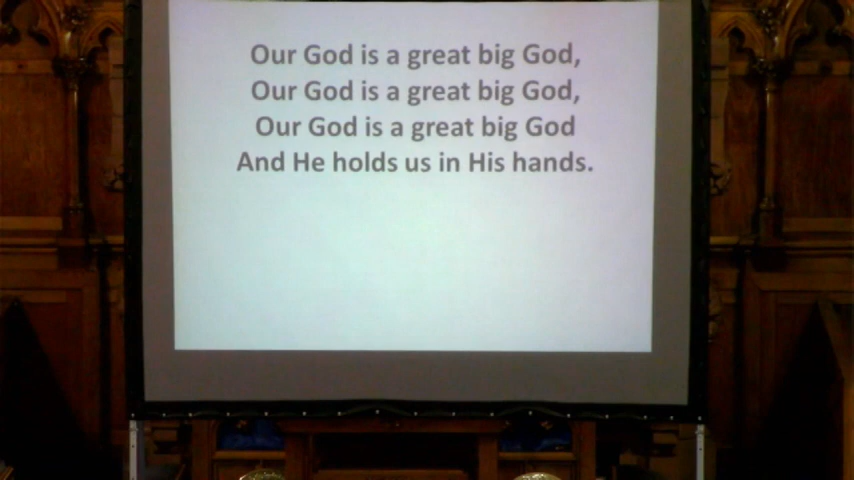 Our God is a great big God,
Our God is a great big God,
Our God is a great big God
And He holds us in His hands.